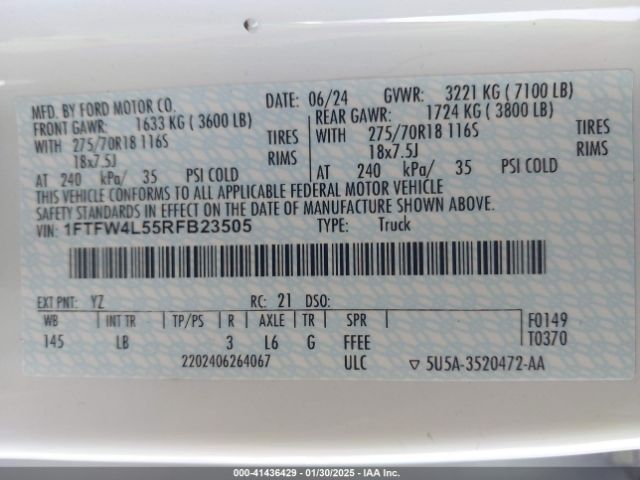 MFD. BY FORD MOTOR CO.
DATE: 06/24 GVWR: 3221 KG ( 7100 LB)
FRONT GAWR: 1633 KG ( 3600 LB) REAR GAWR: 1724 KG ( 3800 LB)
WITH 275/70R18 116S TIRES WITH 275/70R18 116S TIRES
18x7.5J RIMS 18x7.5J RIMS
AT 240 kPa/ 35 PSI COLD AT 240 kPa/ 35 PSI COLD
THIS VEHICLE CONFORMS TO ALL APPLICABLE FEDERAL MOTOR VEHICLE
SAFETY STANDARDS IN EFFECT ON THE DATE OF MANUFACTURE SHOWN ABOVE.
VIN: 1FTFW4L55RFB23505 TYPE: Truck
EXT PNT: YZ RC: 21 DSO:
WB INT TR TP/PS R AXLE TR SPR F0149
145 LB 3 L6 G FFEE T0370
2202406264067 ULC ▽ 5U5A-3520472-AA
000-41436429 - 01/30/2025 - IAA Inc.